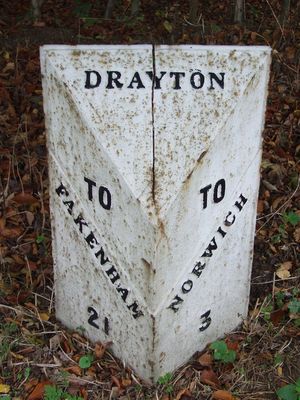 DRAYTON
TO
FAKENHAM
21
TO
NORWICH
3